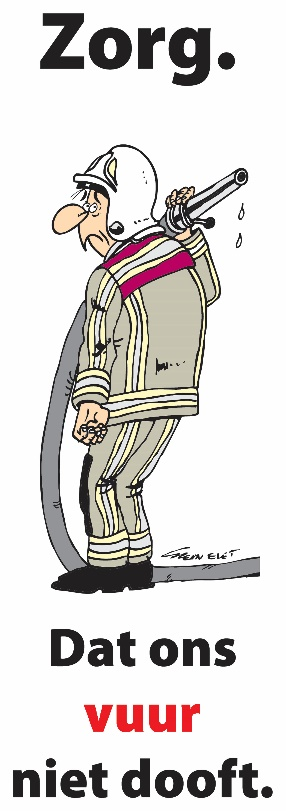 Zorg.
Dat ons
vuur
niet dooft.